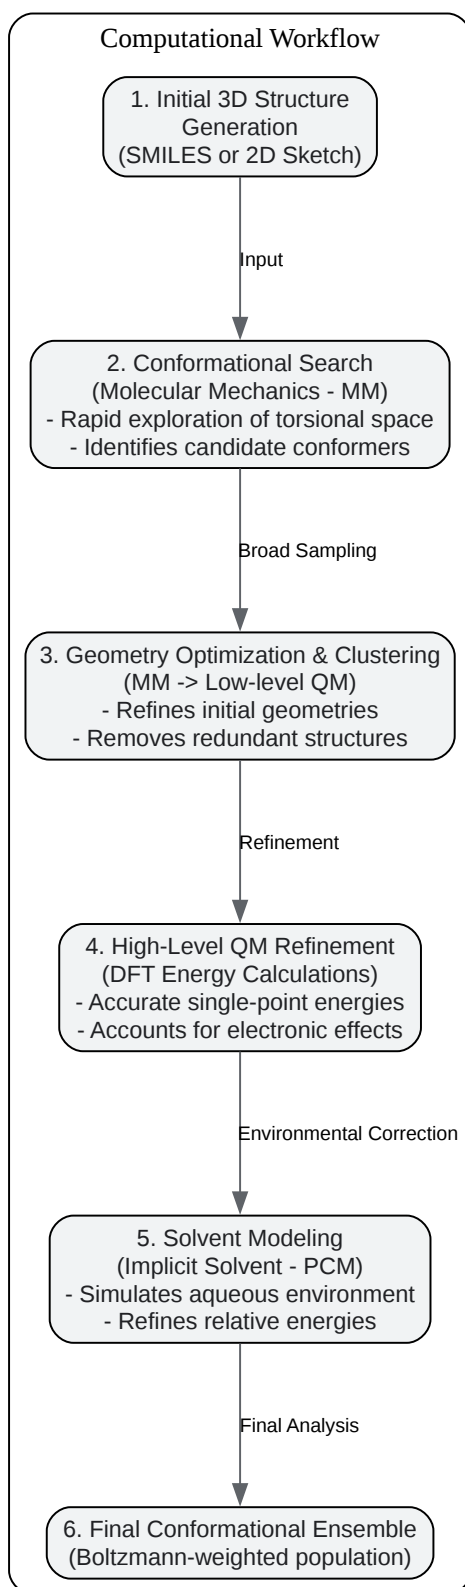 Computational Workflow
1. Initial 3D Structure
Generation
(SMILES or 2D Sketch)
Input
2. Conformational Search
(Molecular Mechanics - MM)
- Rapid exploration of torsional space
- Identifies candidate conformers
Broad Sampling
3. Geometry Optimization & Clustering
(MM -> Low-level QM)
- Refines initial geometries
- Removes redundant structures
Refinement
4. High-Level QM Refinement
(DFT Energy Calculations)
- Accurate single-point energies
- Accounts for electronic effects
Environmental Correction
5. Solvent Modeling
(Implicit Solvent - PCM)
- Simulates aqueous environment
- Refines relative energies
Final Analysis
6. Final Conformational Ensemble
(Boltzmann-weighted population)